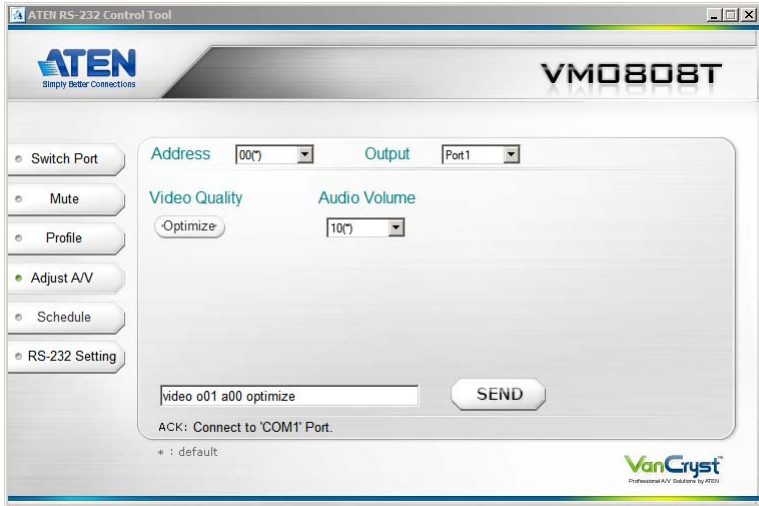 ATEN RS-232 Control Tool
ATEN
Simply Better Connections
VM0808T
Switch Port
Mute
Profile
Adjust A/V
Schedule
RS-232 Setting
Address 00(*) Output Port1
Video Quality Audio Volume
Optimize 10(*)
video o01 a00 optimize SEND
ACK: Connect to 'COM1' Port.
* : default
VanCryst™
Professional A/V Solutions by ATEN